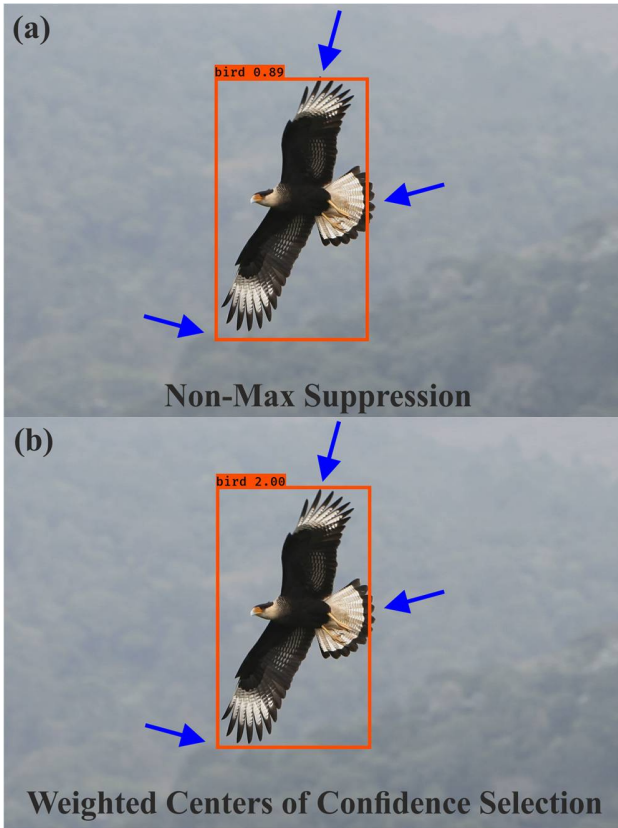 (a)
bird 0.89
Non-Max Suppression
(b)
bird 2.00
Weighted Centers of Confidence Selection